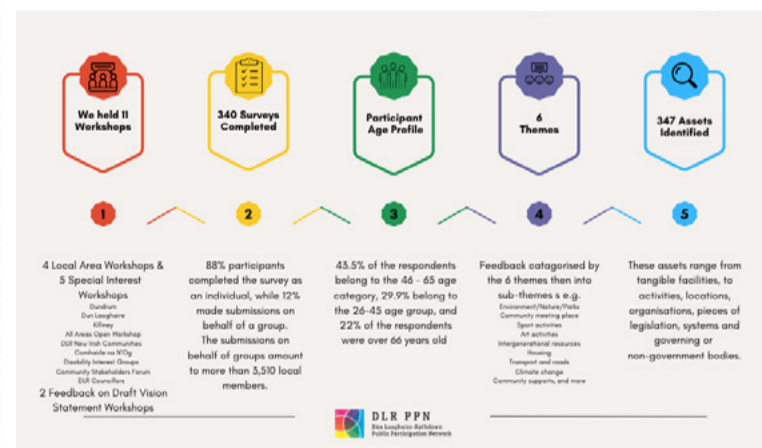 We held 11
Workshops
340 Surveys
Completed
Participant
Age Profile
6
Themes
347 Assets
Identified
1
2
3
4
5
4 Local Area Workshops &
5 Special Interest
Workshops
Dundrum
Dun Laoghaire
Killiney
All Areas Open Workshop
DLR New Irish Communities
Comhairle na N'Og
Disability Interest Groups
Community Stakeholders Forum
DLR Councillors
2 Feedback on Draft Vision
Statement Workshops
88% participants
completed the survey as
an individual, while 12%
made submissions on
behalf of a group.
The submissions on
behalf of groups amount
to more than 3,510 local
members.
43.5% of the respondents
belong to the 46 - 65 age
category, 29.9% belong to
the 26-45 age group, and
22% of the respondents
were over 66 years old
Feedback catagorised by
the 6 themes then into
sub-themes s e.g.
Environment/Nature/Parks
Community meeting place
Sport activities
Art activities
Intergenerational resources
Housing
Transport and roads
Climate change
Community supports, and more
These assets range from
tangible facilities, to
activities, locations,
organisations, pieces of
legislation, systems and
governing or
non-government bodies.
DLR PPN
Dún Laoghaire-Rathdown
Public Participation Network